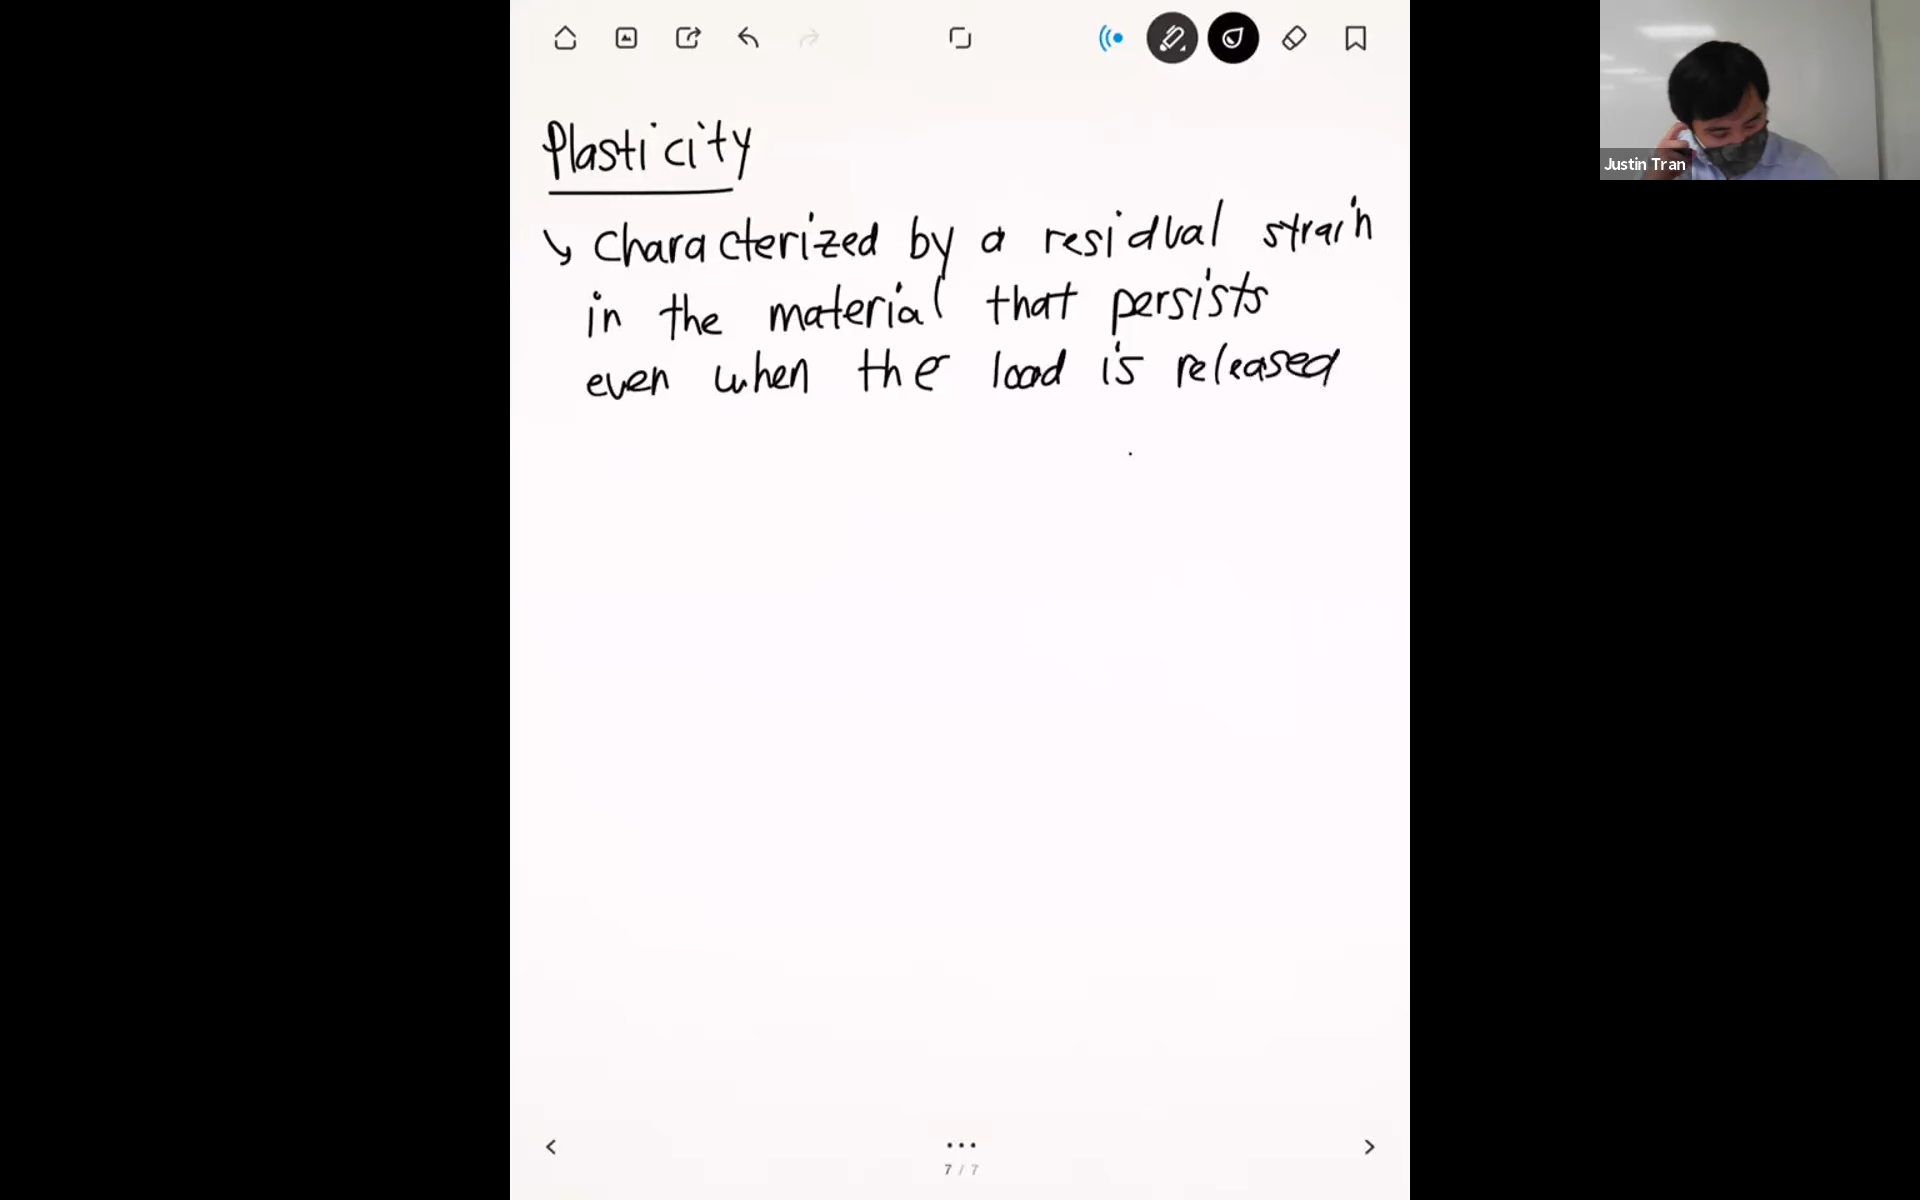 Plasticity
↘ Characterized by a residual strain
in the material that persists
even when the load is released
7 / 7
Justin Tran